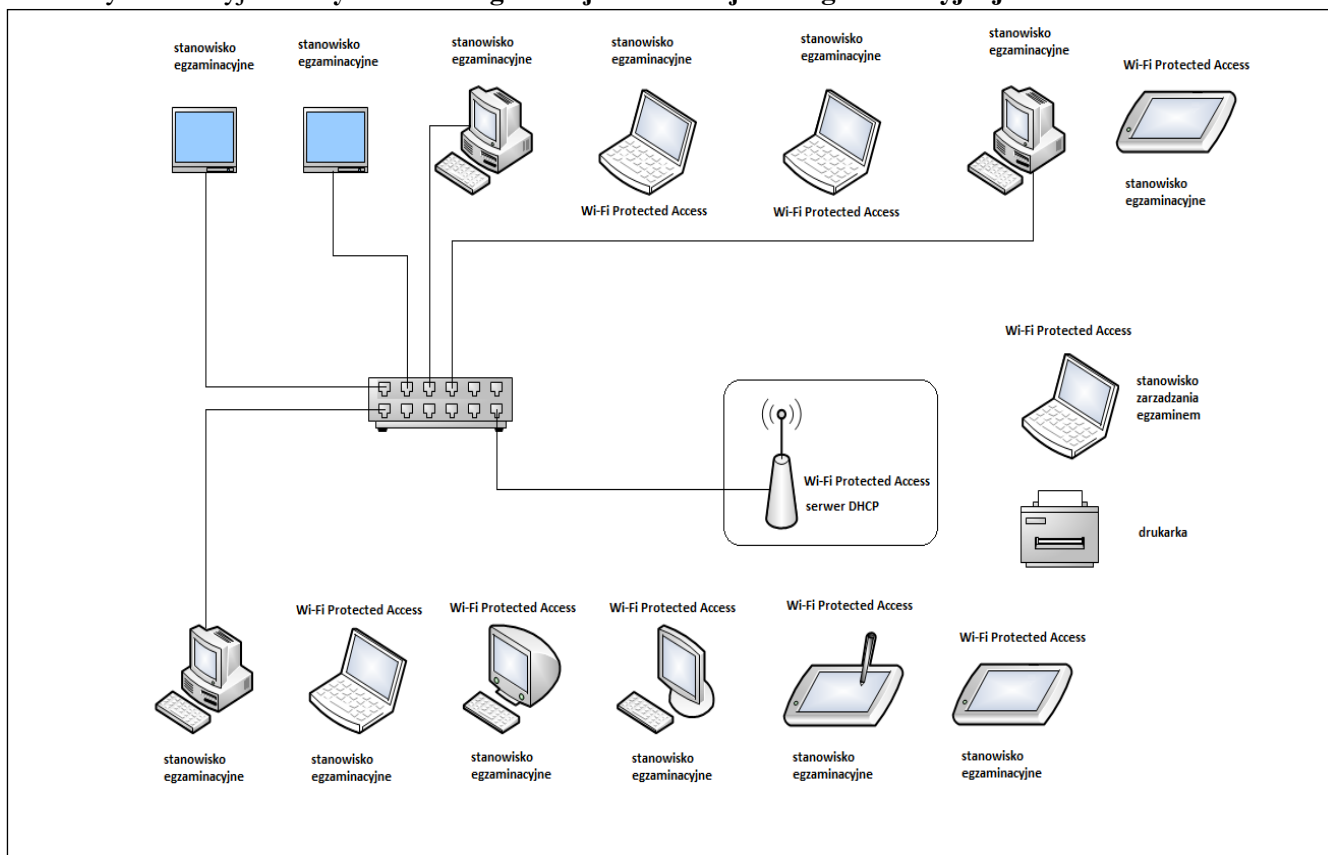 stanowisko
egzaminacyjne
stanowisko
egzaminacyjne
stanowisko
egzaminacyjne
stanowisko
egzaminacyjne
stanowisko
egzaminacyjne
stanowisko
egzaminacyjne
Wi-Fi Protected Access
Wi-Fi Protected Access
Wi-Fi Protected Access
stanowisko
egzaminacyjne
Wi-Fi Protected Access
stanowisko
zarzadzania
egzaminem
Wi-Fi Protected Access
serwer DHCP
drukarka
Wi-Fi Protected Access
Wi-Fi Protected Access
Wi-Fi Protected Access
Wi-Fi Protected Access
Wi-Fi Protected Access
stanowisko
egzaminacyjne
stanowisko
egzaminacyjne
stanowisko
egzaminacyjne
stanowisko
egzaminacyjne
stanowisko
egzaminacyjne
stanowisko
egzaminacyjne